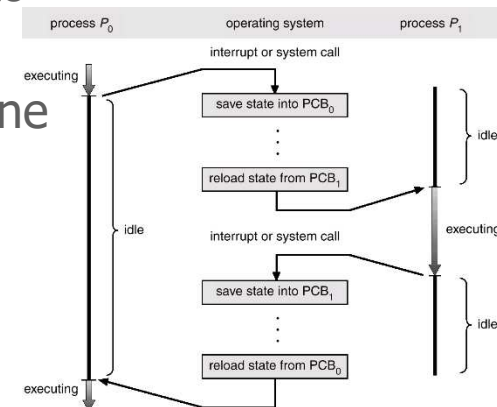 process P0 operating system process P1
interrupt or system call
executing
save state into PCB0
ne
idle
reload state from PCB1
idle
interrupt or system call
executing
save state into PCB1
idle
reload state from PCB0
executing